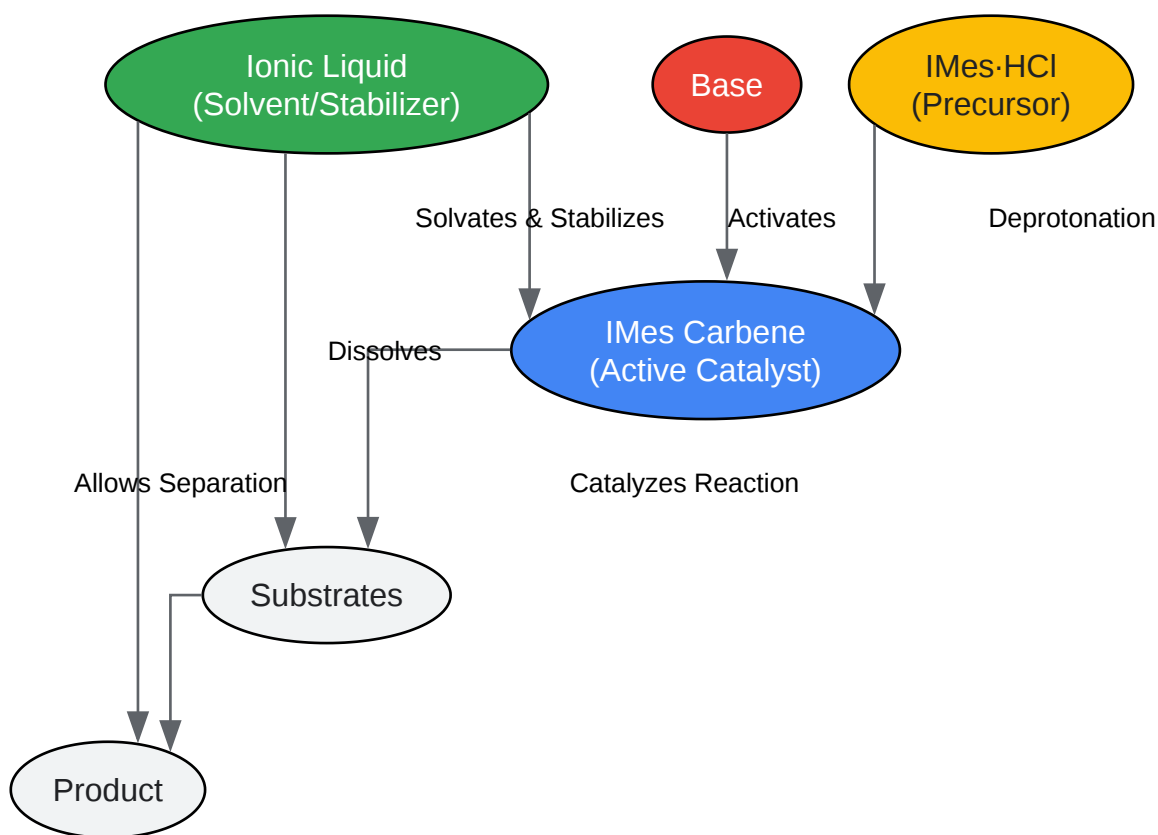 Ionic Liquid
(Solvent/Stabilizer)
Base
IMes·HCl
(Precursor)
Solvates & Stabilizes
Activates
Deprotonation
IMes Carbene
(Active Catalyst)
Dissolves
Allows Separation
Catalyzes Reaction
Substrates
Product